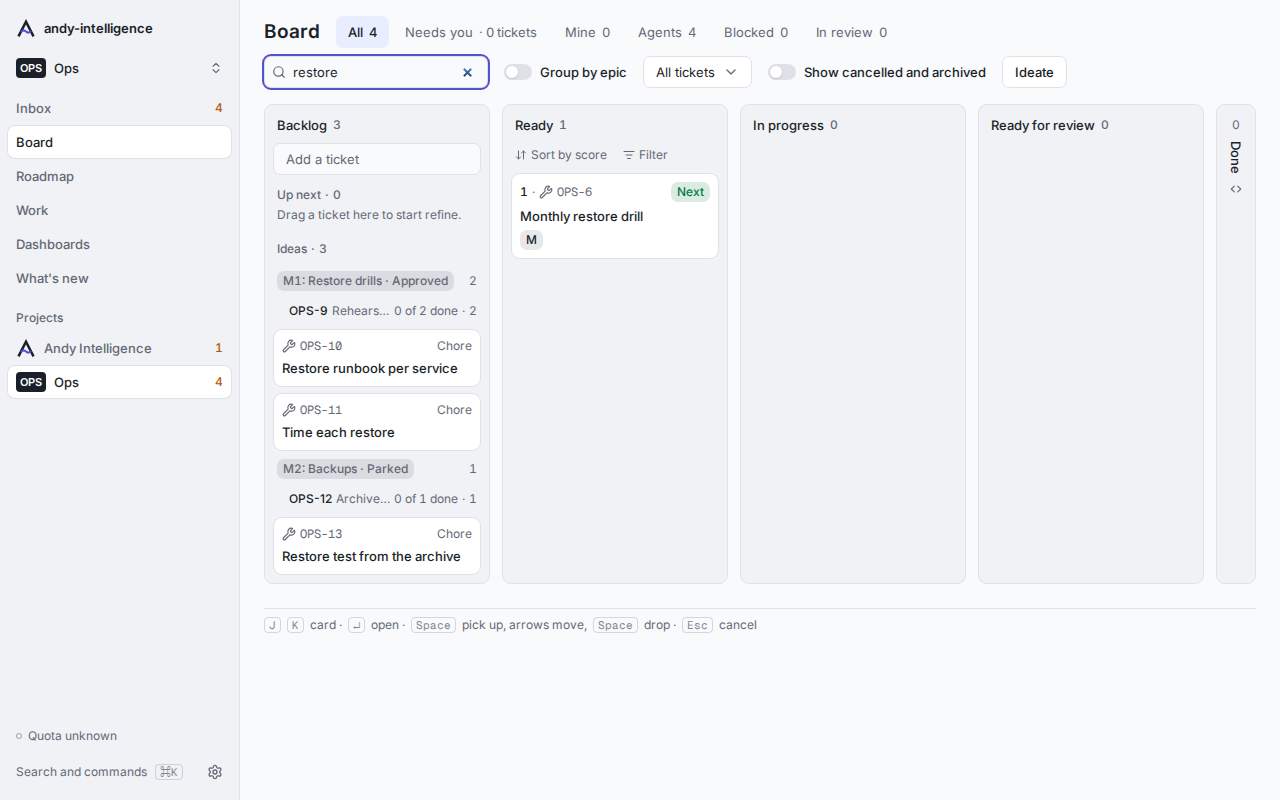 andy-intelligence
OPS Ops
Inbox 4
Board
Roadmap
Work
Dashboards
What's new
Projects
Andy Intelligence 1
OPS Ops 4
Quota unknown
Search and commands ⌘K
Board All 4 Needs you · 0 tickets Mine 0 Agents 4 Blocked 0 In review 0
restore Group by epic All tickets Show cancelled and archived Ideate
Backlog 3
Add a ticket
Up next · 0
Drag a ticket here to start refine.
Ideas · 3
M1: Restore drills · Approved 2
OPS-9 Rehears… 0 of 2 done · 2
OPS-10 Chore
Restore runbook per service
OPS-11 Chore
Time each restore
M2: Backups · Parked 1
OPS-12 Archive… 0 of 1 done · 1
OPS-13 Chore
Restore test from the archive
Ready 1
Sort by score Filter
1 · OPS-6 Next
Monthly restore drill
M
In progress 0
Ready for review 0
0
Done
J K card · ↵ open · Space pick up, arrows move, Space drop · Esc cancel